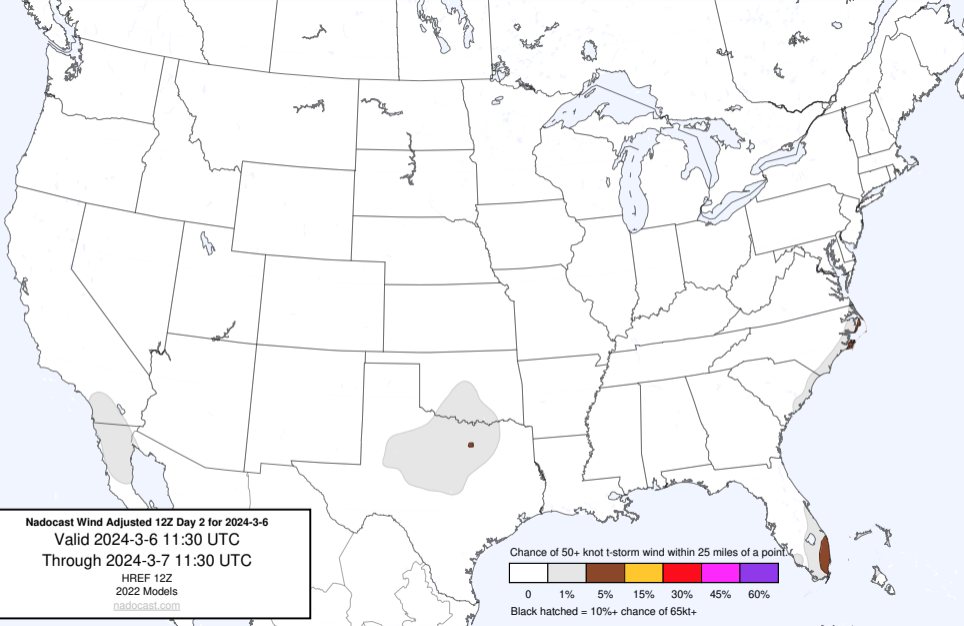 Nadocast Wind Adjusted 12Z Day 2 for 2024-3-6
Valid 2024-3-6 11:30 UTC
Through 2024-3-7 11:30 UTC
HREF 12Z
2022 Models
nadocast.com
Chance of 50+ knot t-storm wind within 25 miles of a point.
0 1% 5% 15% 30% 45% 60%
Black hatched = 10%+ chance of 65kt+